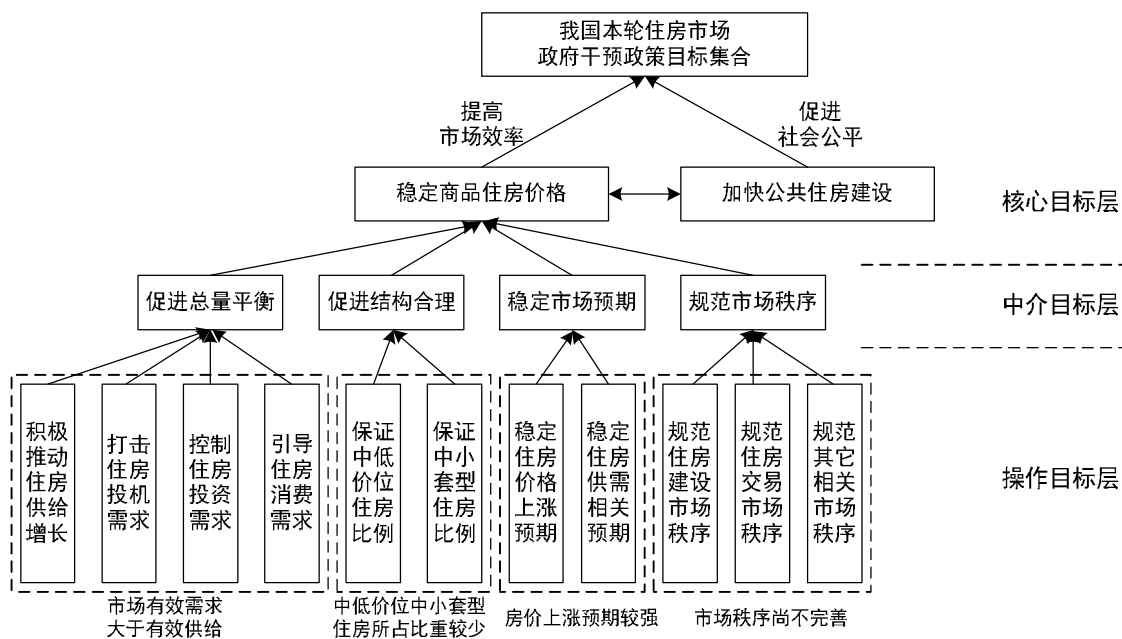 我国本轮住房市场
政府干预政策目标集合
提高
市场效率
促进
社会公平
稳定商品住房价格
加快公共住房建设
核心目标层
促进总量平衡
促进结构合理
稳定市场预期
规范市场秩序
中介目标层
积极
推动
住房
供给
增长
打击
住房
投机
需求
控制
住房
投资
需求
引导
住房
消费
需求
保证
中低
价位
住房
比例
保证
中小
套型
住房
比例
稳定
住房
价格
上涨
预期
稳定
住房
供需
相关
预期
规范
住房
建设
市场
秩序
规范
住房
交易
市场
秩序
规范
其它
相关
市场
秩序
操作目标层
市场有效需求
大于有效供给
中低价位中小套型
住房所占比重较少
房价上涨预期较强
市场秩序尚不完善